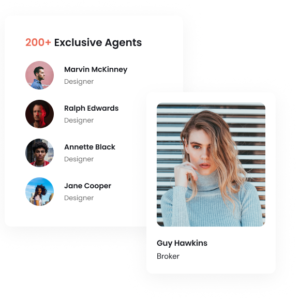 200+ Exclusive Agents
Marvin McKinney
Designer
Ralph Edwards
Designer
Annette Black
Designer
Jane Cooper
Designer
Guy Hawkins
Broker